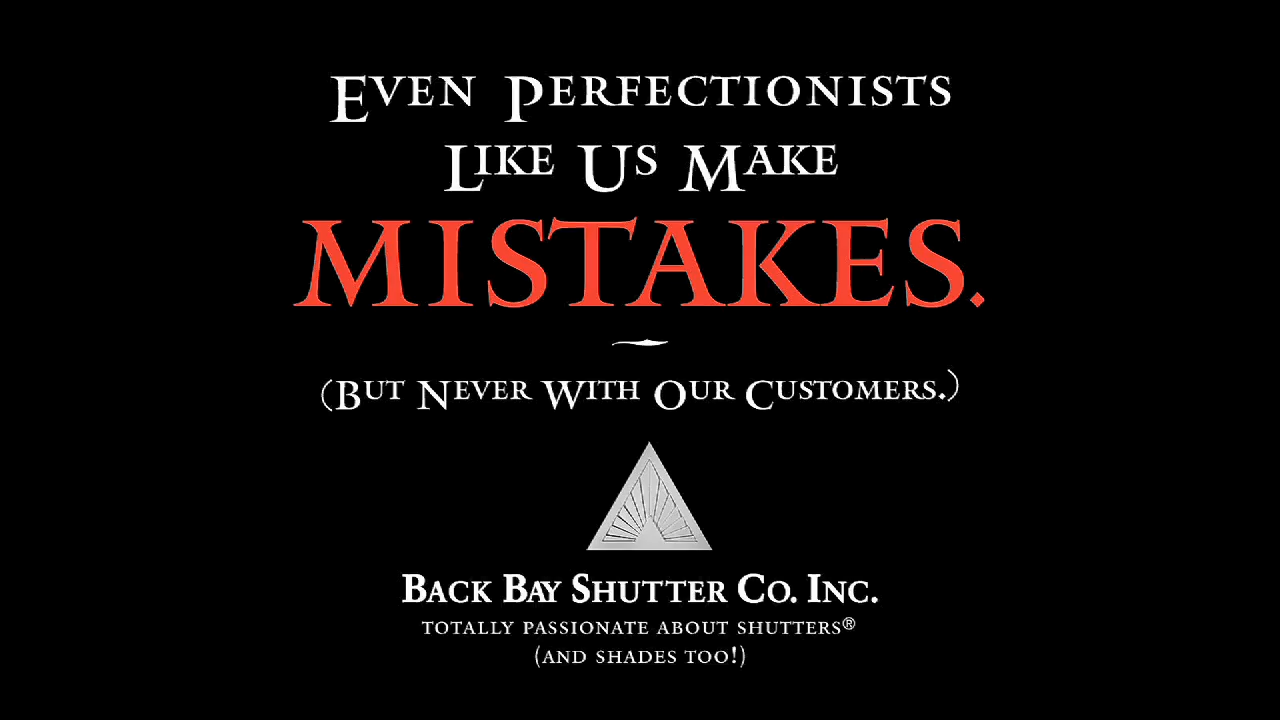 Even Perfectionists
Like Us Make
MISTAKES.
(But Never With Our Customers.)
Back Bay Shutter Co. Inc.
totally passionate about shutters®
(and shades too!)